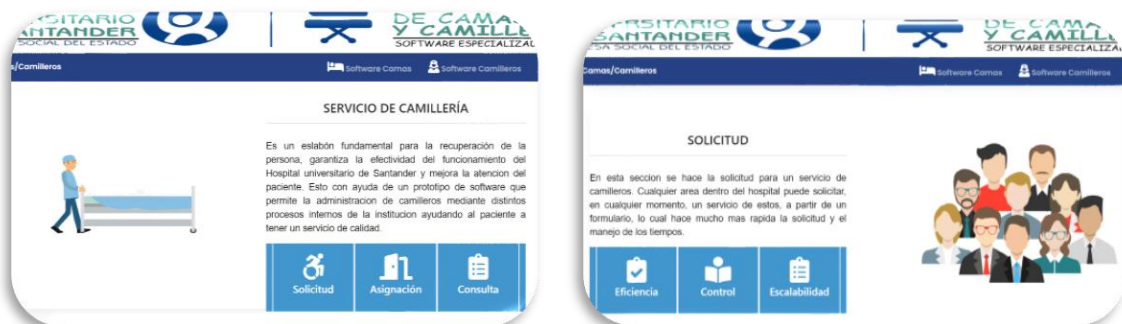 SOCIAL DEL ESTADO
DE CAMA
Y CAMILLE
s/Camilleros
Software Camas
Software Camilleros
SERVICIO DE CAMILLERÍA
Es un eslabón fundamental para la recuperación de la
persona, garantiza la efectividad del funcionamiento del
Hospital universitario de Santander y mejora la atencion del
paciente. Esto con ayuda de un prototipo de software que
permite la administracion de camilleros mediante distintos
procesos internos de la institucion ayudando al paciente a
tener un servicio de calidad.
Solicitud
Asignación
Consulta
SANTANDER
SA SOCIAL DEL ESTADO
DE CAMA
Y CAMILLE
SOFTWARE ESPECIALIZA
Camas/Camilleros
Software Camas
Software Camilleros
SOLICITUD
En esta seccion se hace la solicitud para un servicio de
camilleros. Cualquier area dentro del hospital puede solicitar,
en cualquier momento, un servicio de estos, a partir de un
formulario, lo cual hace mucho mas rapida la solicitud y el
manejo de los tiempos.
Eficiencia
Control
Escalabilidad